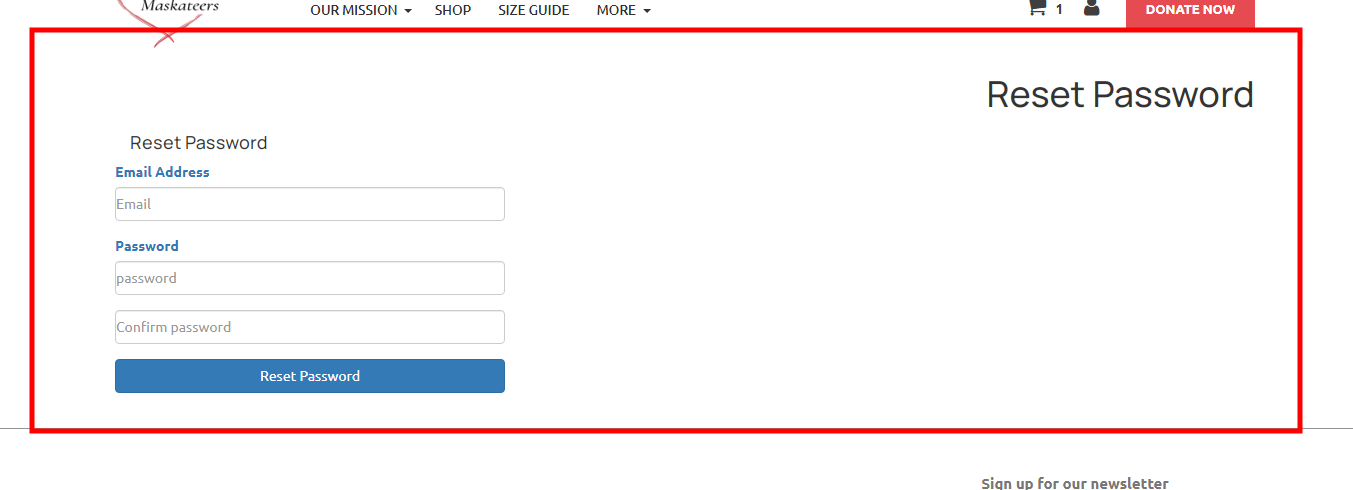 Maskateers
OUR MISSION SHOP SIZE GUIDE MORE 1 DONATE NOW
Reset Password
Reset Password
Email Address
Email
Password
password
Confirm password
Reset Password
Sign up for our newsletter